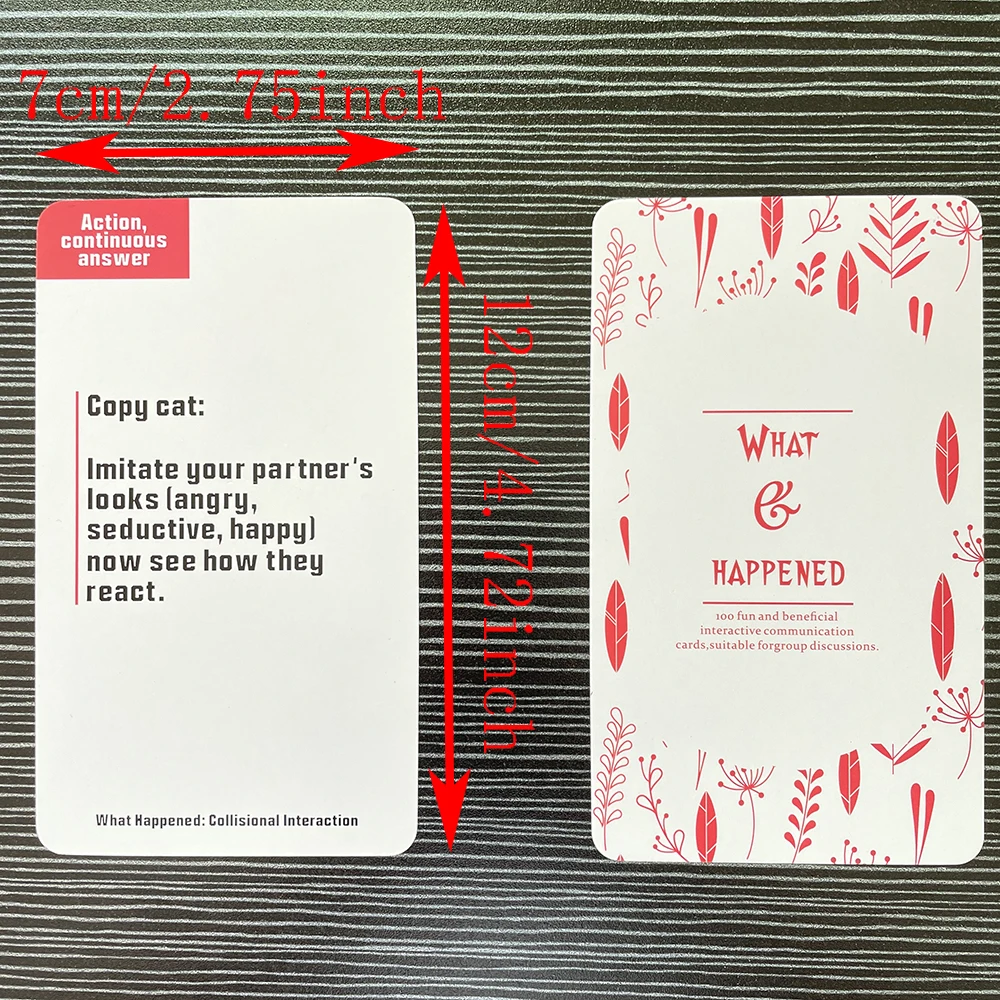 7cm/2.75inch
Action,
continuous
answer
Copy cat:
Imitate your partner's
looks (angry,
seductive, happy)
now see how they
react.
What Happened: Collisional Interaction
12cm/4.72inch
WHAT
&
HAPPENED
100 fun and beneficial
interactive communication
cards,suitable forgroup discussions.